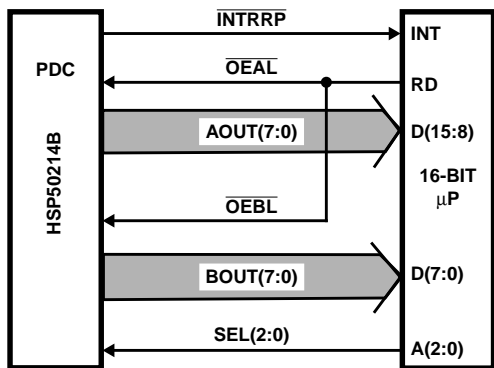 INTRRP
INT
PDC
OEAL
RD
AOUT(7:0)
D(15:8)
16-BIT
µP
HSP50214B
OEBL
BOUT(7:0)
D(7:0)
SEL(2:0)
A(2:0)